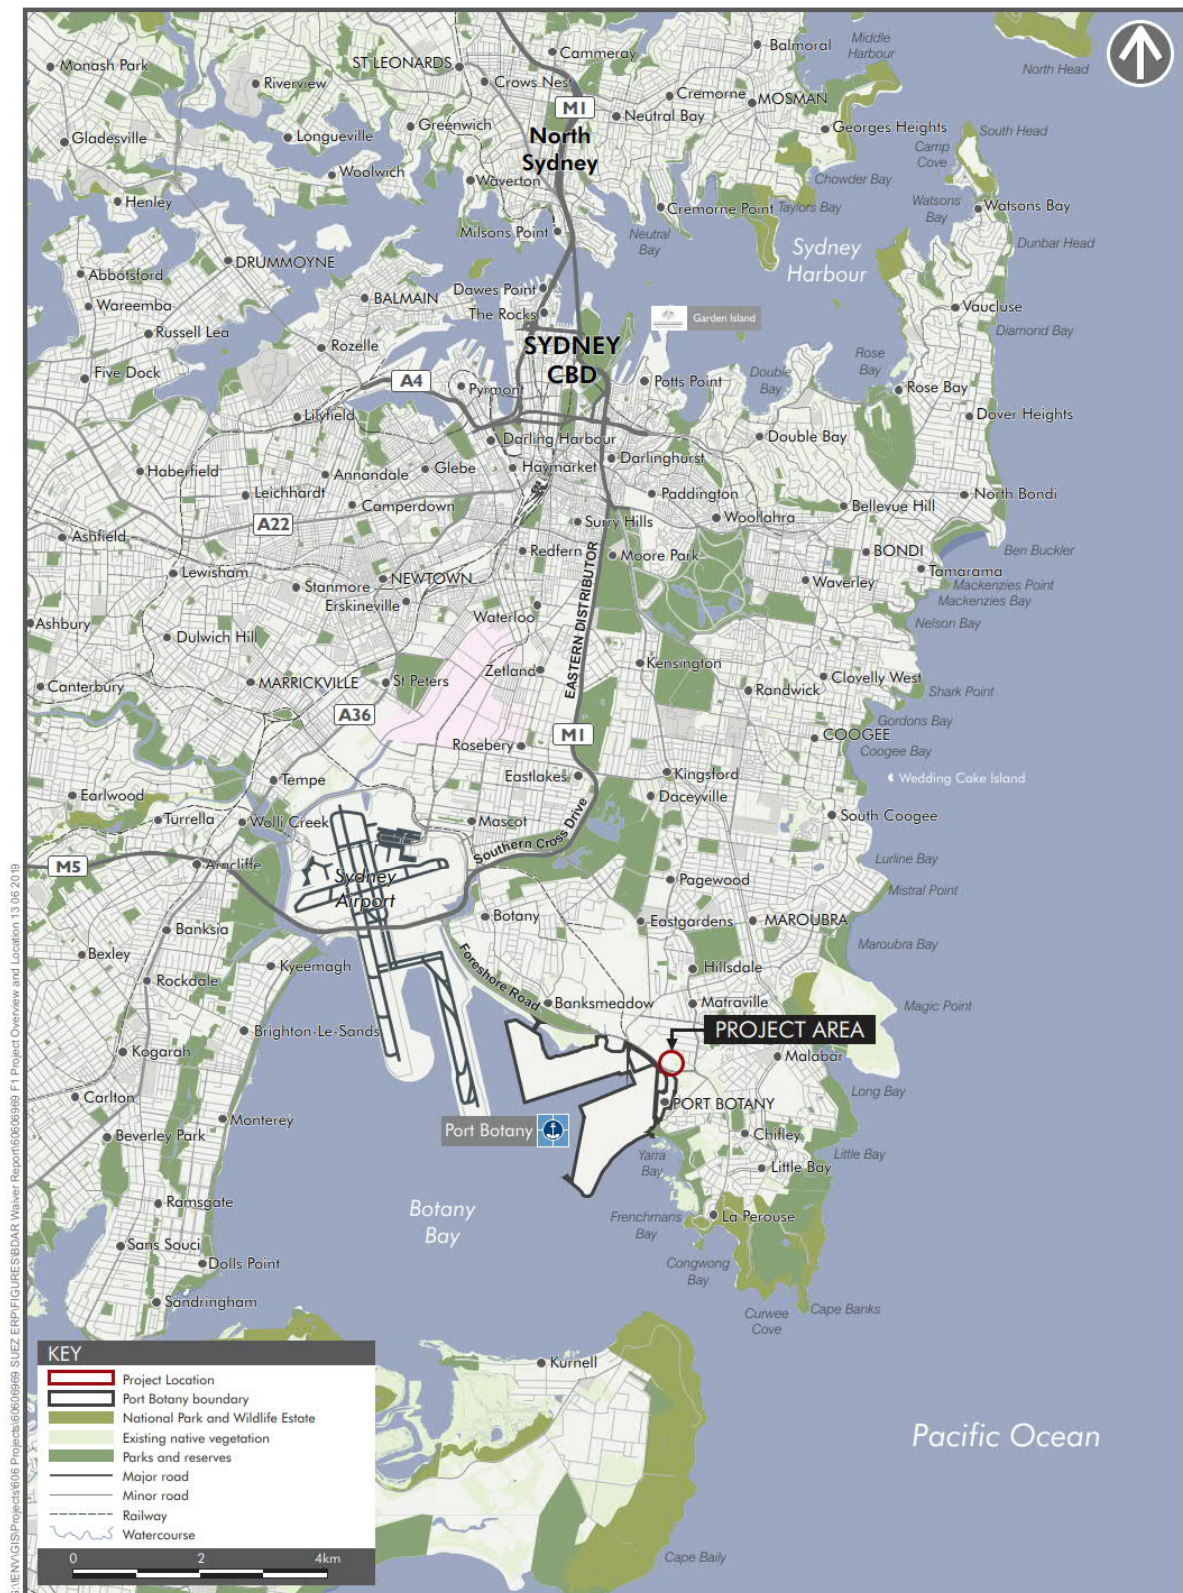 Middle
Harbour
Balmoral
Cammeray
North Head
Monash Park
ST LEONARDS
Crows Nest
Riverview
Cremorne
MOSMAN
M1
Neutral Bay
Greenwich
Georges Heights
South Head
Gladesville
Longueville
North
Sydney
Camp
Cove
Woolwich
Waverton
Chowder Bay
Henley
Cremorne Point
Taylors Bay
Watsons
Bay
Watsons Bay
Milsons Point
Neutral
Bay
Sydney
Harbour
Dunbar Head
DRUMMOYNE
Abbotsford
Dawes Point
BALMAIN
Wareemba
The Rocks
Garden Island
Vaucluse
Russell Lea
Diamond Bay
Rozelle
SYDNEY
CBD
Rose
Bay
Five Dock
A4
Pyrmont
Potts Point
Double
Bay
Rose Bay
Lilyfield
Dover Heights
Darling Harbour
Double Bay
Haberfield
Annandale
Glebe
Haymarket
Darlinghurst
Leichhardt
Camperdown
Paddington
North Bondi
Bellevue Hill
A22
Surry Hills
Woollahra
Ashfield
Redfern
Moore Park
BONDI
Ben Buckler
Lewisham
Stanmore
NEWTOWN
Tamarama
Waverley
Mackenzies Point
Mackenzies Bay
Erskineville
Waterloo
Ashbury
Nelson Bay
Dulwich Hill
EASTERN DISTRIBUTOR
Zetland
Kensington
Canterbury
MARRICKVILLE
St Peters
Randwick
Clovelly West
Shark Point
A36
Gordons Bay
M1
Rosebery
COOGEE
Coogee Bay
Tempe
Eastlakes
Kingsford
Wedding Cake Island
Earlwood
Daceyville
Turrella
Wolli Creek
Mascot
South Coogee
Southern Cross Drive
M5
Arncliffe
Lurline Bay
Sydney
Airport
Pagewood
Mistral Point
Botany
Eastgardens
MAROUBRA
Banksia
Maroubra Bay
Bexley
Kyeemagh
Foreshore Road
Hillsdale
Rockdale
Banksmeadow
Matraville
Magic Point
Brighton-Le-Sands
PROJECT AREA
Kogarah
Malabar
Long Bay
Carlton
PORT BOTANY
Monterey
Port Botany
Beverley Park
Chifley
Yarra
Bay
Little Bay
Little Bay
Ramsgate
Botany
Bay
Frenchmans
Bay
La Perouse
Sans Souci
Dolls Point
Congwong
Bay
Sandringham
Curwee
Cove
Cape Banks
Kurnell
Pacific Ocean
Cape Baily
KEY
Project Location
Port Botany boundary
National Park and Wildlife Estate
Existing native vegetation
Parks and reserves
Major road
Minor road
Railway
Watercourse
0 2 4km